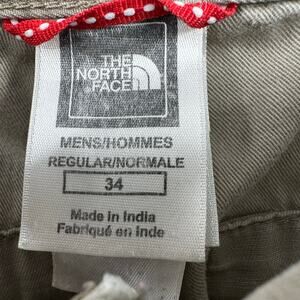 THE
NORTH
FACE
MENS/HOMMES
REGULAR/NORMALE
34
Made in India
Fabriqué en Inde